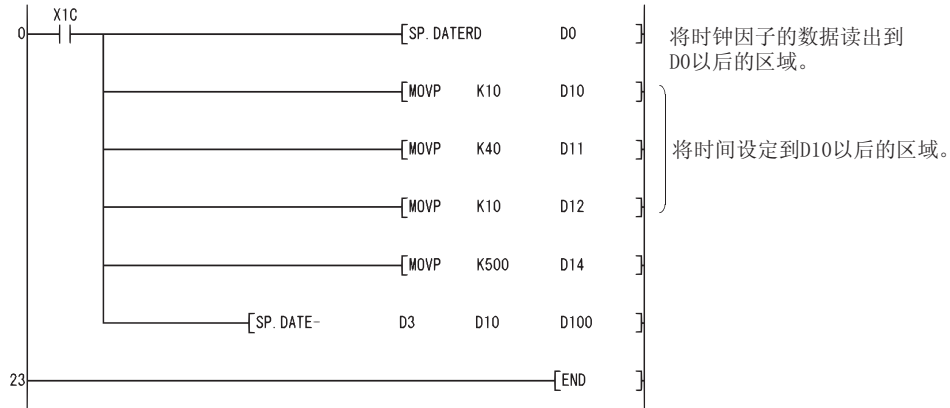 X1C
0 [SP.DATERD D0 ]
将时钟因子的数据读出到
D0以后的区域。
[MOVP K10 D10 ]
[MOVP K40 D11 ]
将时间设定到D10以后的区域。
[MOVP K10 D12 ]
[MOVP K500 D14 ]
[SP.DATE- D3 D10 D100 ]
23 [END ]